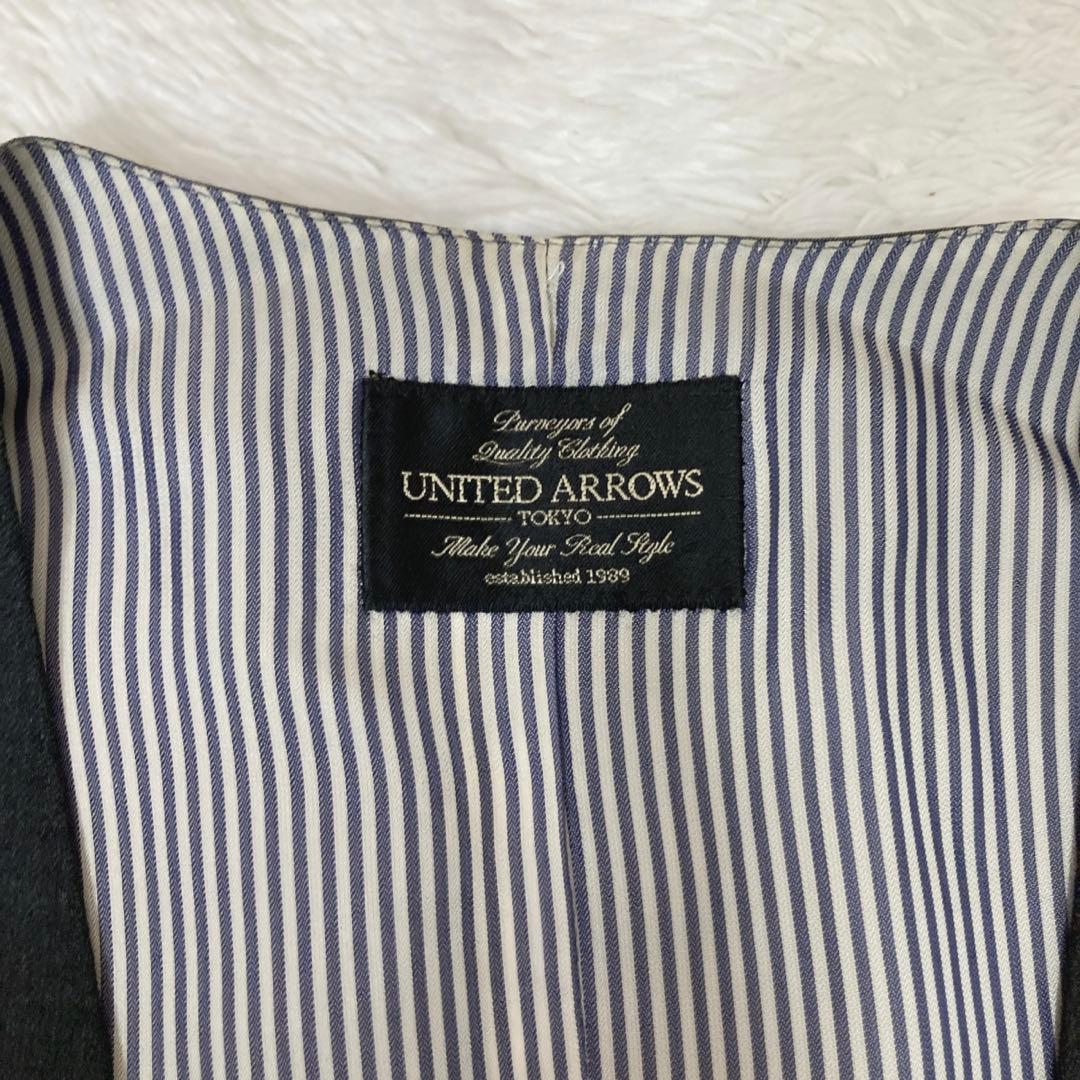 Purveyors of
Quality Clothing
UNITED ARROWS
TOKYO
Make Your Real Style
established 1989